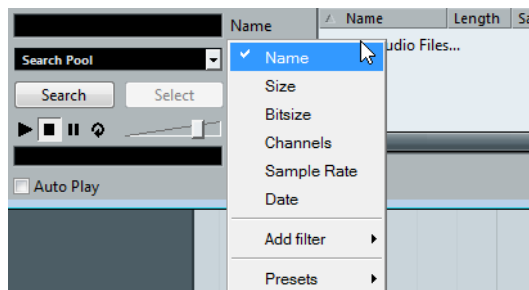 Name
Name Length Sa
udio Files...
Search Pool
Search Select
Auto Play
Name
Size
Bitsize
Channels
Sample Rate
Date
Add filter
Presets